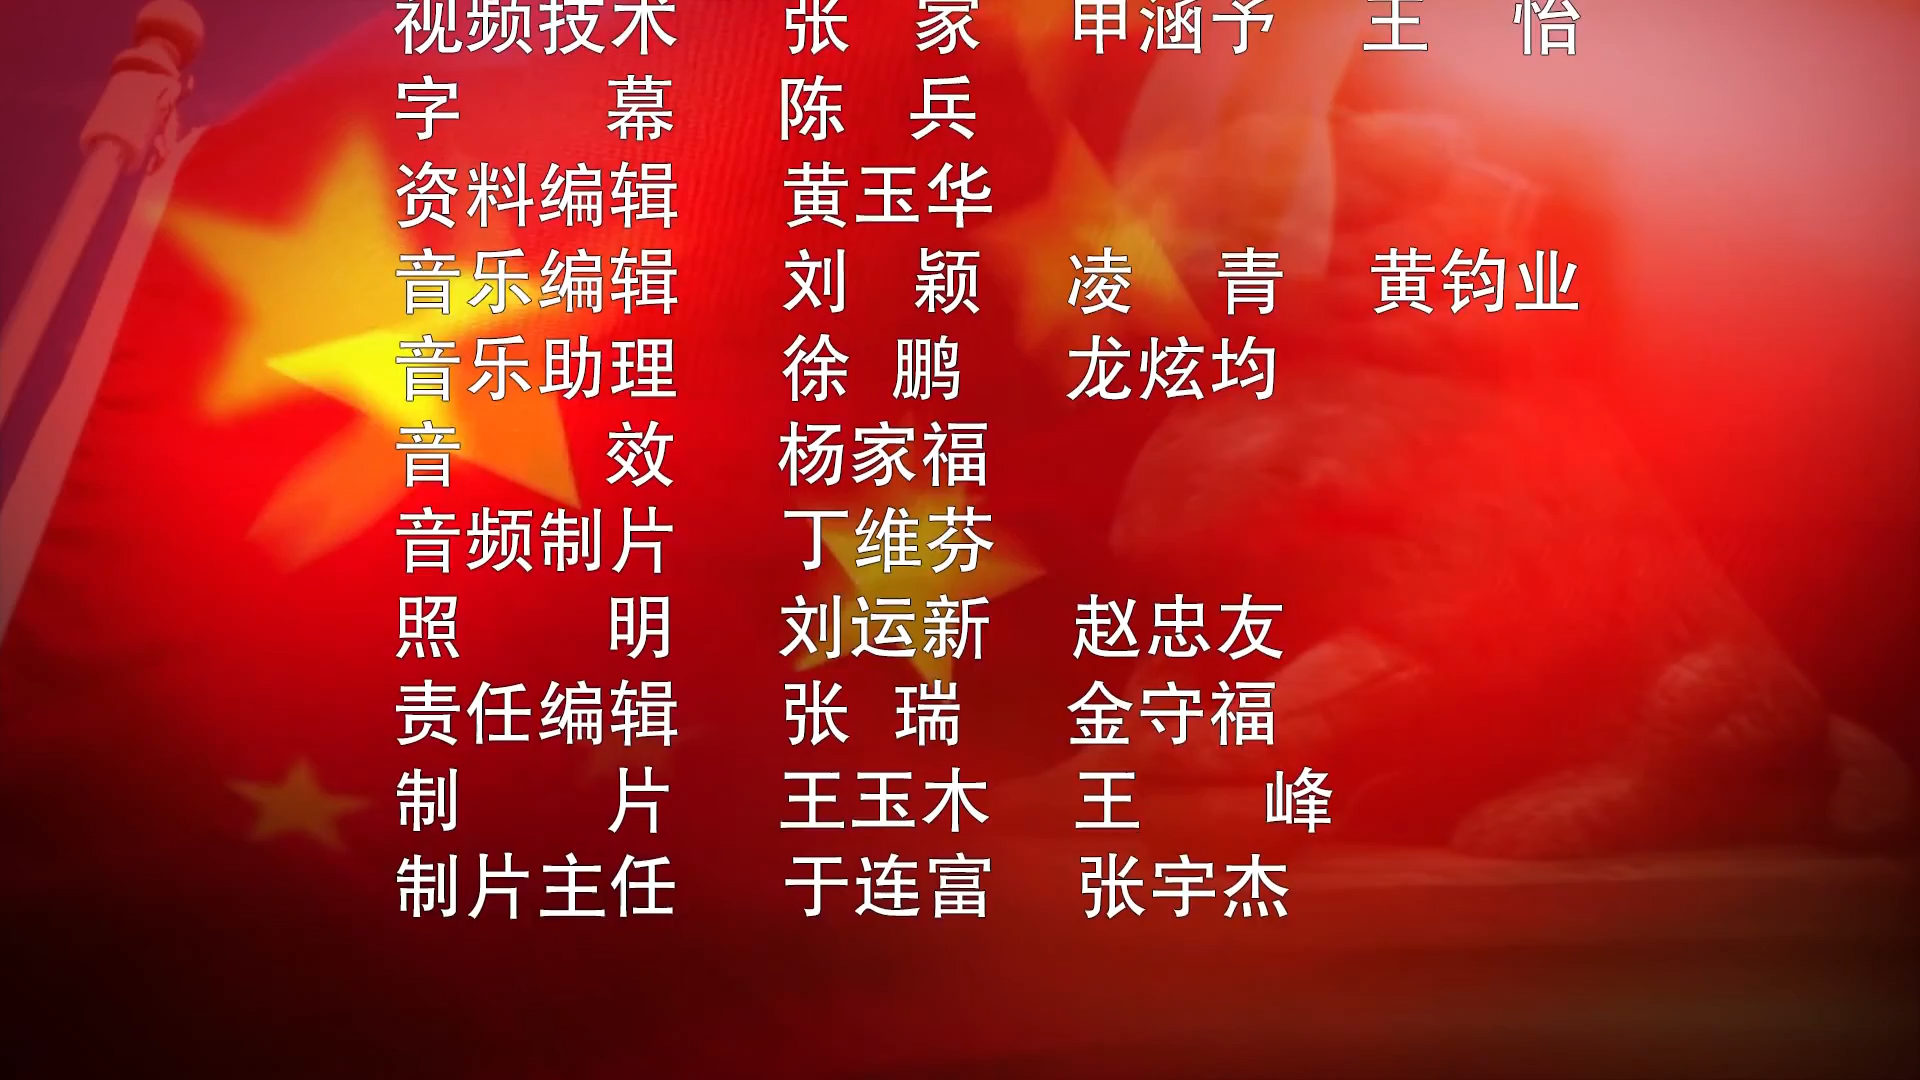 视频技术 张 家 申涵予 王 怡
字 幕 陈 兵
资料编辑 黄玉华
音乐编辑 刘 颖 凌 青 黄钧业
音乐助理 徐 鹏 龙炫均
音 效 杨家福
音频制片 丁维芬
照 明 刘运新 赵忠友
责任编辑 张 瑞 金守福
制 片 王玉木 王 峰
制片主任 于连富 张宇杰